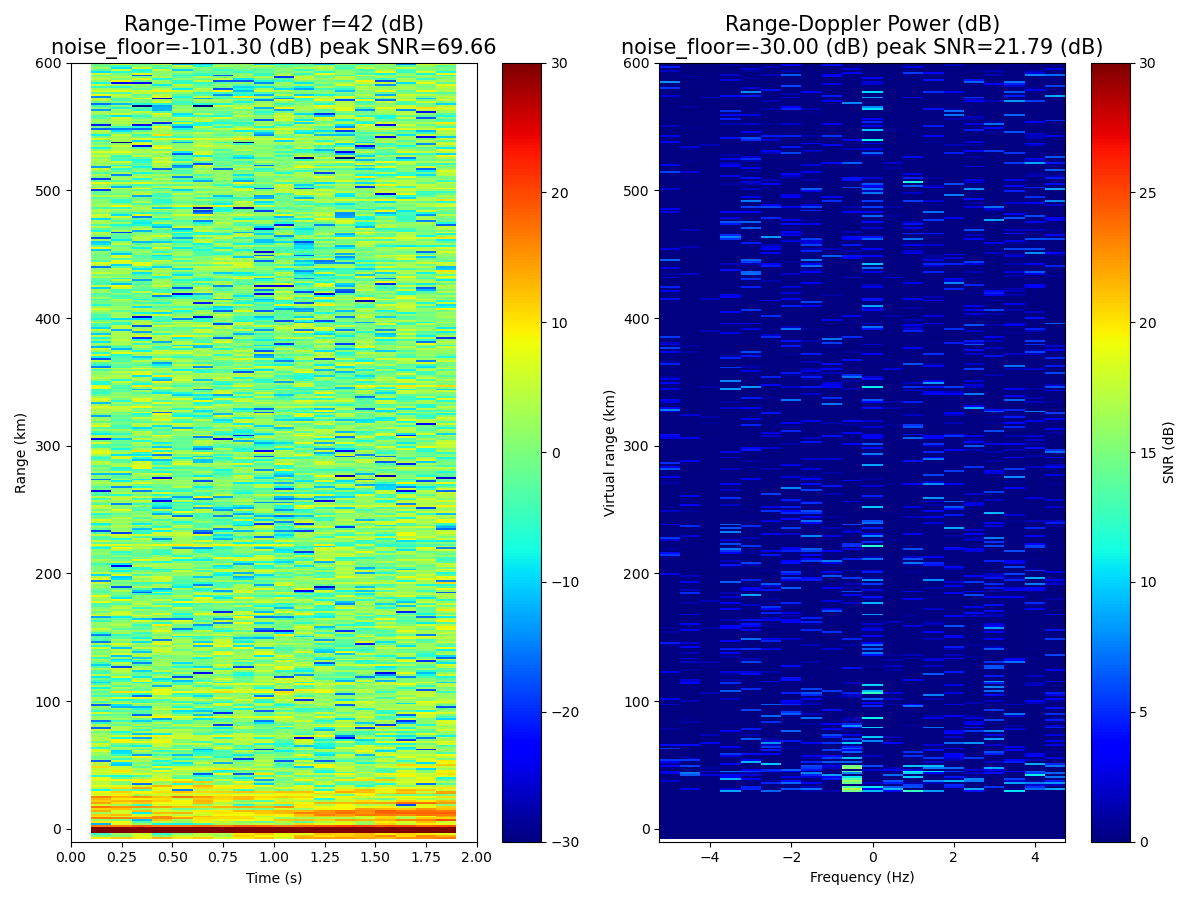 Range-Time Power f=42 (dB)
noise_floor=-101.30 (dB) peak SNR=69.66
Range (km)
600
500
400
300
200
100
0
0.00 0.25 0.50 0.75 1.00 1.25 1.50 1.75 2.00
Time (s)
30
20
10
0
−10
−20
−30
Range-Doppler Power (dB)
noise_floor=-30.00 (dB) peak SNR=21.79 (dB)
Virtual range (km)
600
500
400
300
200
100
0
−4 −2 0 2 4
Frequency (Hz)
30
25
20
15
10
5
0
SNR (dB)